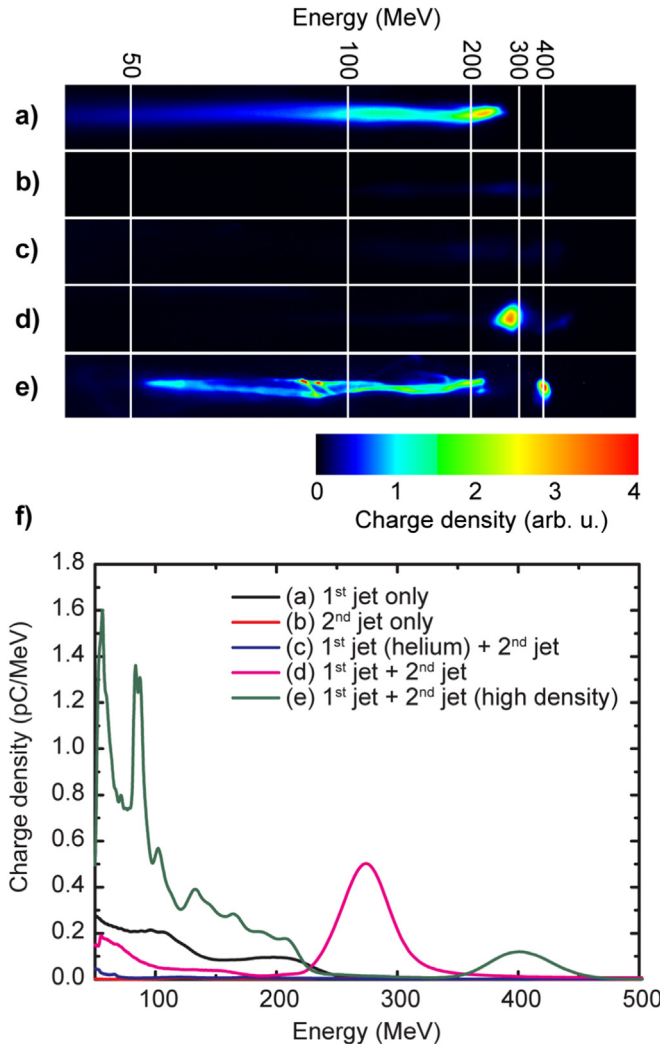 Energy (MeV)
50 100 200 300 400
a)
b)
c)
d)
e)
0 1 2 3 4
Charge density (arb. u.)
f)
1.8
1.6
1.4
1.2
1.0
0.8
0.6
0.4
0.2
0.0
Charge density (pC/MeV)
(a) 1st jet only
(b) 2nd jet only
(c) 1st jet (helium) + 2nd jet
(d) 1st jet + 2nd jet
(e) 1st jet + 2nd jet (high density)
100 200 300 400 500
Energy (MeV)